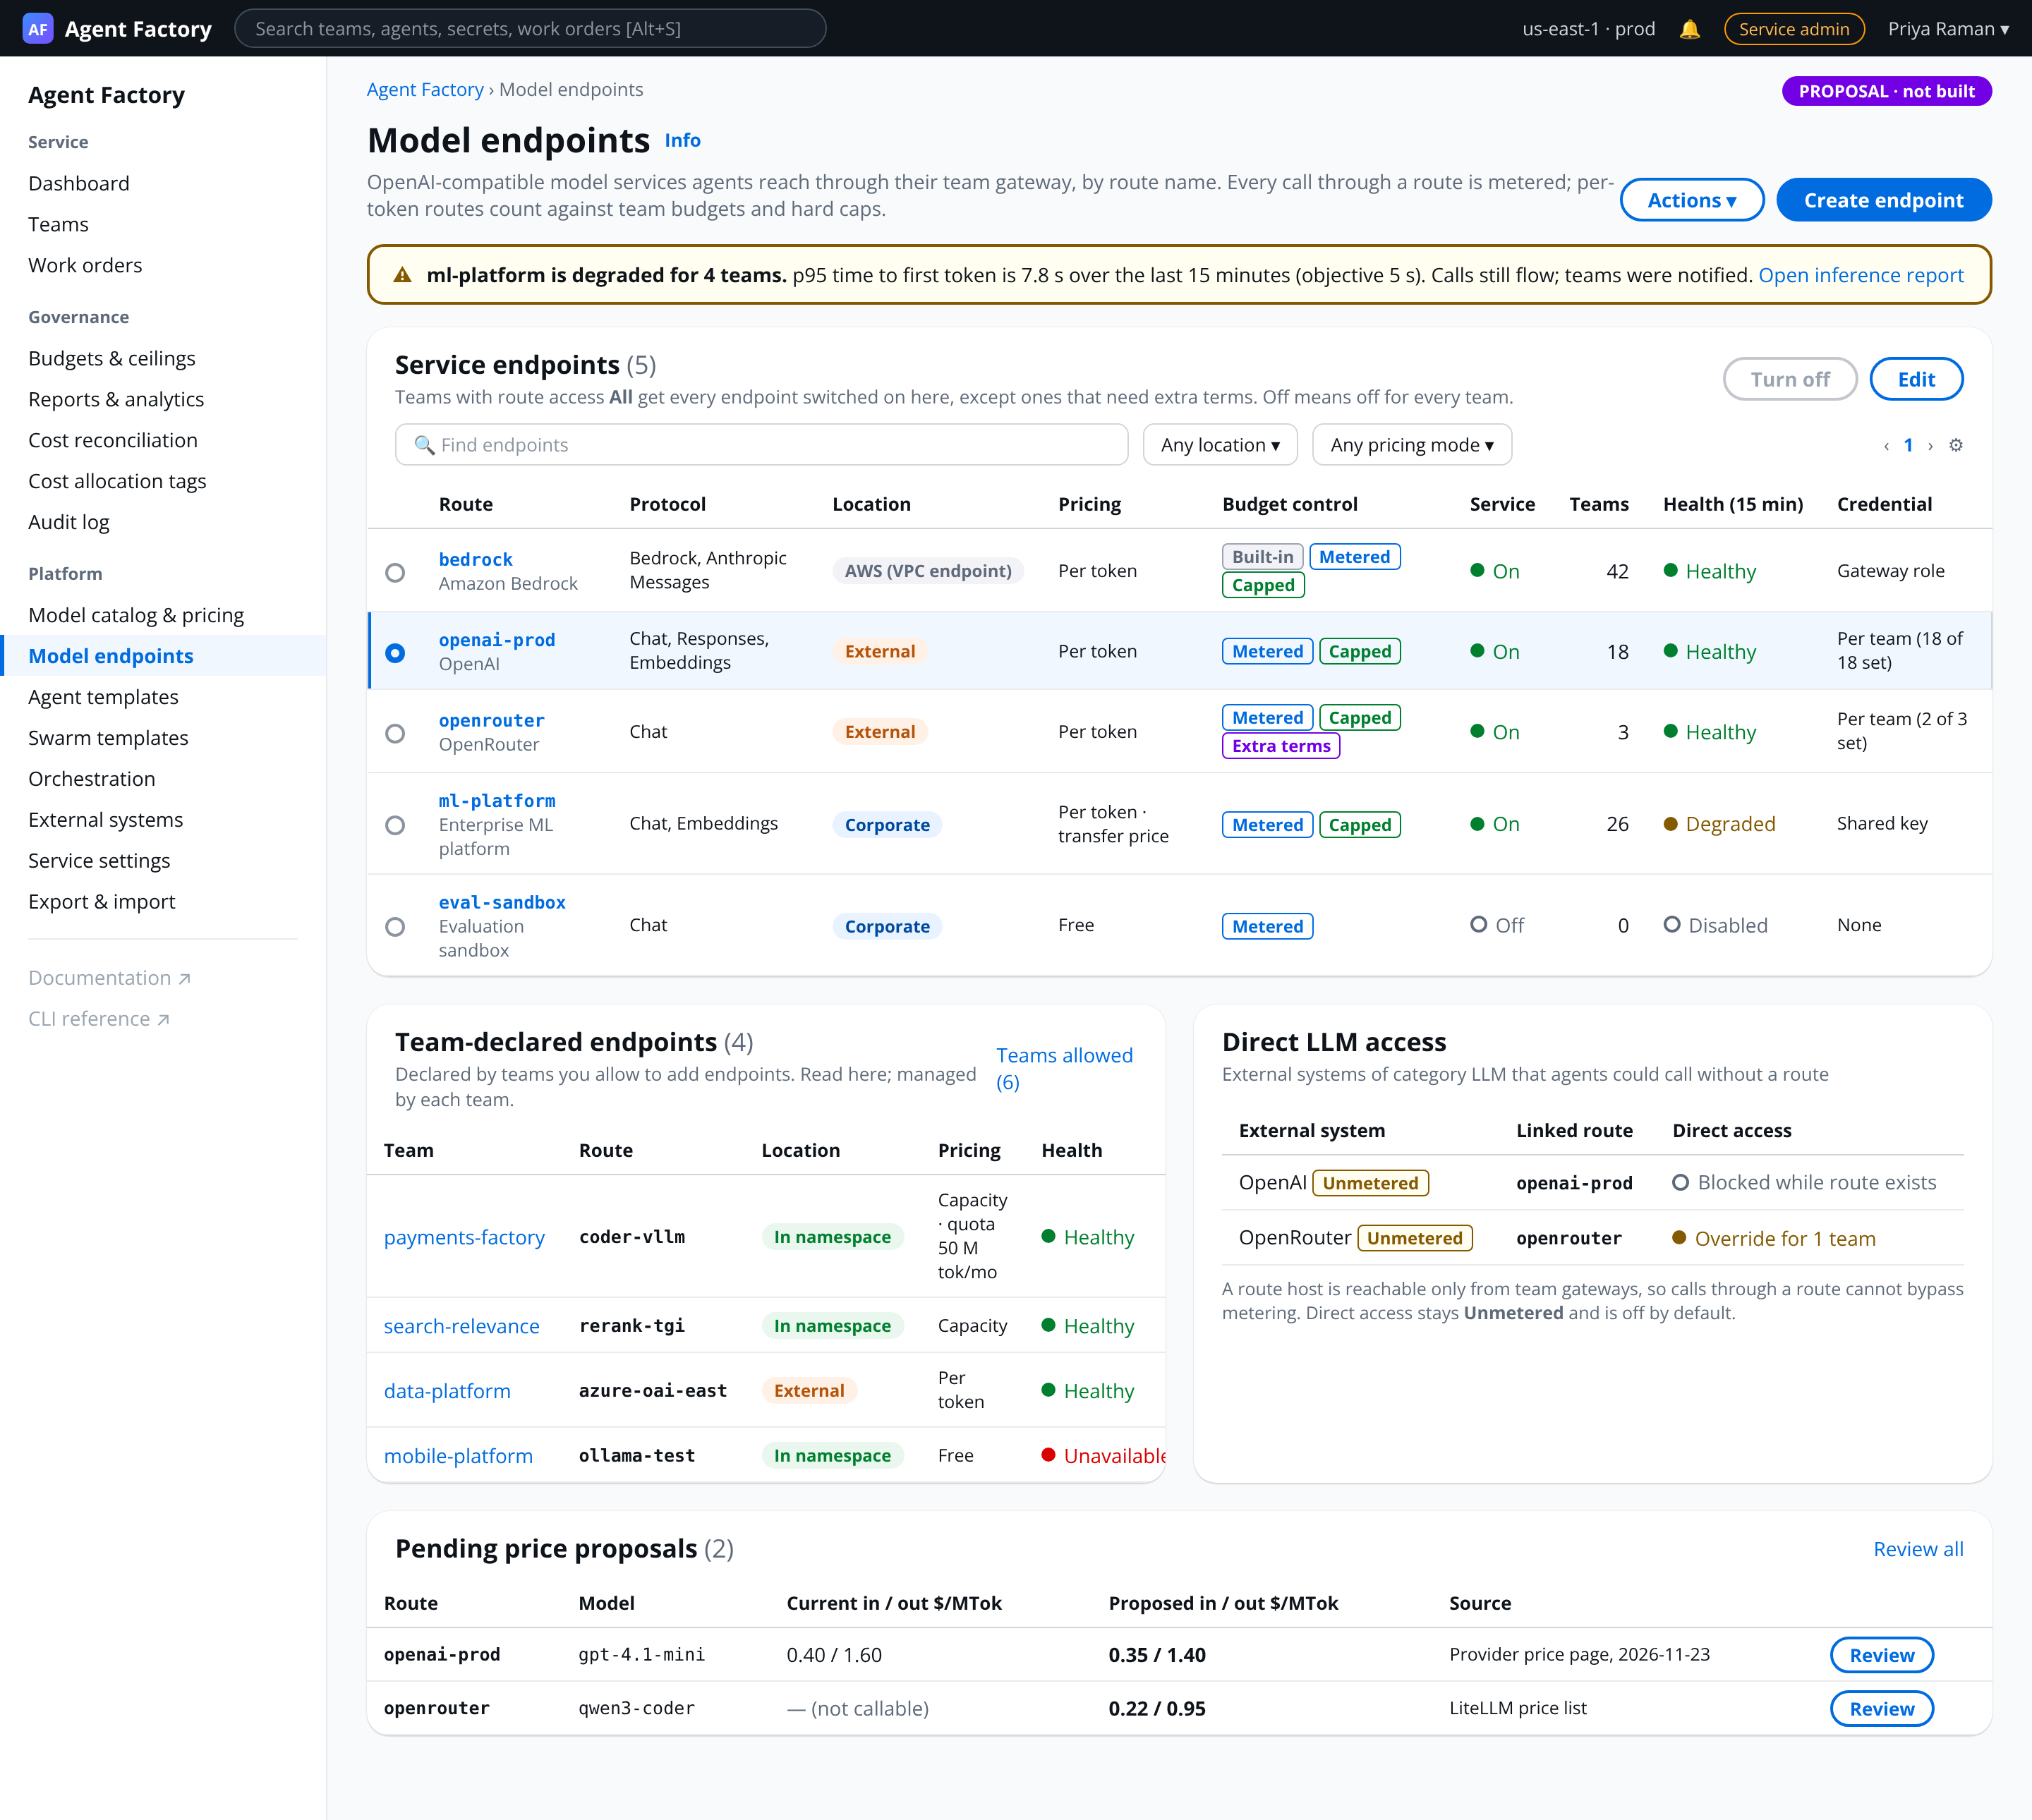 AF Agent Factory
Search teams, agents, secrets, work orders [Alt+S]
us-east-1 · prod
Service admin
Priya Raman ▾
Agent Factory
Service
Dashboard
Teams
Work orders
Governance
Budgets & ceilings
Reports & analytics
Cost reconciliation
Cost allocation tags
Audit log
Platform
Model catalog & pricing
Model endpoints
Agent templates
Swarm templates
Orchestration
External systems
Service settings
Export & import
Documentation ↗
CLI reference ↗
Agent Factory › Model endpoints
PROPOSAL · not built
Model endpoints Info
OpenAI-compatible model services agents reach through their team gateway, by route name. Every call through a route is metered; per-
token routes count against team budgets and hard caps.
Actions ▾
Create endpoint
ml-platform is degraded for 4 teams. p95 time to first token is 7.8 s over the last 15 minutes (objective 5 s). Calls still flow; teams were notified. Open inference report
Service endpoints (5)
Teams with route access All get every endpoint switched on here, except ones that need extra terms. Off means off for every team.
Turn off
Edit
Find endpoints
Any location ▾
Any pricing mode ▾
‹ 1 ›
Route Protocol Location Pricing Budget control Service Teams Health (15 min) Credential
bedrock
Amazon Bedrock
Bedrock, Anthropic
Messages
AWS (VPC endpoint)
Per token
Built-in Metered
Capped
On
42
Healthy
Gateway role
openai-prod
OpenAI
Chat, Responses,
Embeddings
External
Per token
Metered Capped
On
18
Healthy
Per team (18 of
18 set)
openrouter
OpenRouter
Chat
External
Per token
Metered Capped
Extra terms
On
3
Healthy
Per team (2 of 3
set)
ml-platform
Enterprise ML
platform
Chat, Embeddings
Corporate
Per token ·
transfer price
Metered Capped
On
26
Degraded
Shared key
eval-sandbox
Evaluation
sandbox
Chat
Corporate
Free
Metered
Off
0
Disabled
None
Team-declared endpoints (4)
Declared by teams you allow to add endpoints. Read here; managed
by each team.
Teams allowed
(6)
Team Route Location Pricing Health
payments-factory
coder-vllm
In namespace
Capacity
· quota
50 M
tok/mo
Healthy
search-relevance
rerank-tgi
In namespace
Capacity
Healthy
data-platform
azure-oai-east
External
Per
token
Healthy
mobile-platform
ollama-test
In namespace
Free
Unavailable
Direct LLM access
External systems of category LLM that agents could call without a route
External system Linked route Direct access
OpenAI Unmetered openai-prod Blocked while route exists
OpenRouter Unmetered openrouter Override for 1 team
A route host is reachable only from team gateways, so calls through a route cannot bypass
metering. Direct access stays Unmetered and is off by default.
Pending price proposals (2)
Review all
Route Model Current in / out $/MTok Proposed in / out $/MTok Source
openai-prod gpt-4.1-mini 0.40 / 1.60 0.35 / 1.40 Provider price page, 2026-11-23 Review
openrouter qwen3-coder — (not callable) 0.22 / 0.95 LiteLLM price list Review